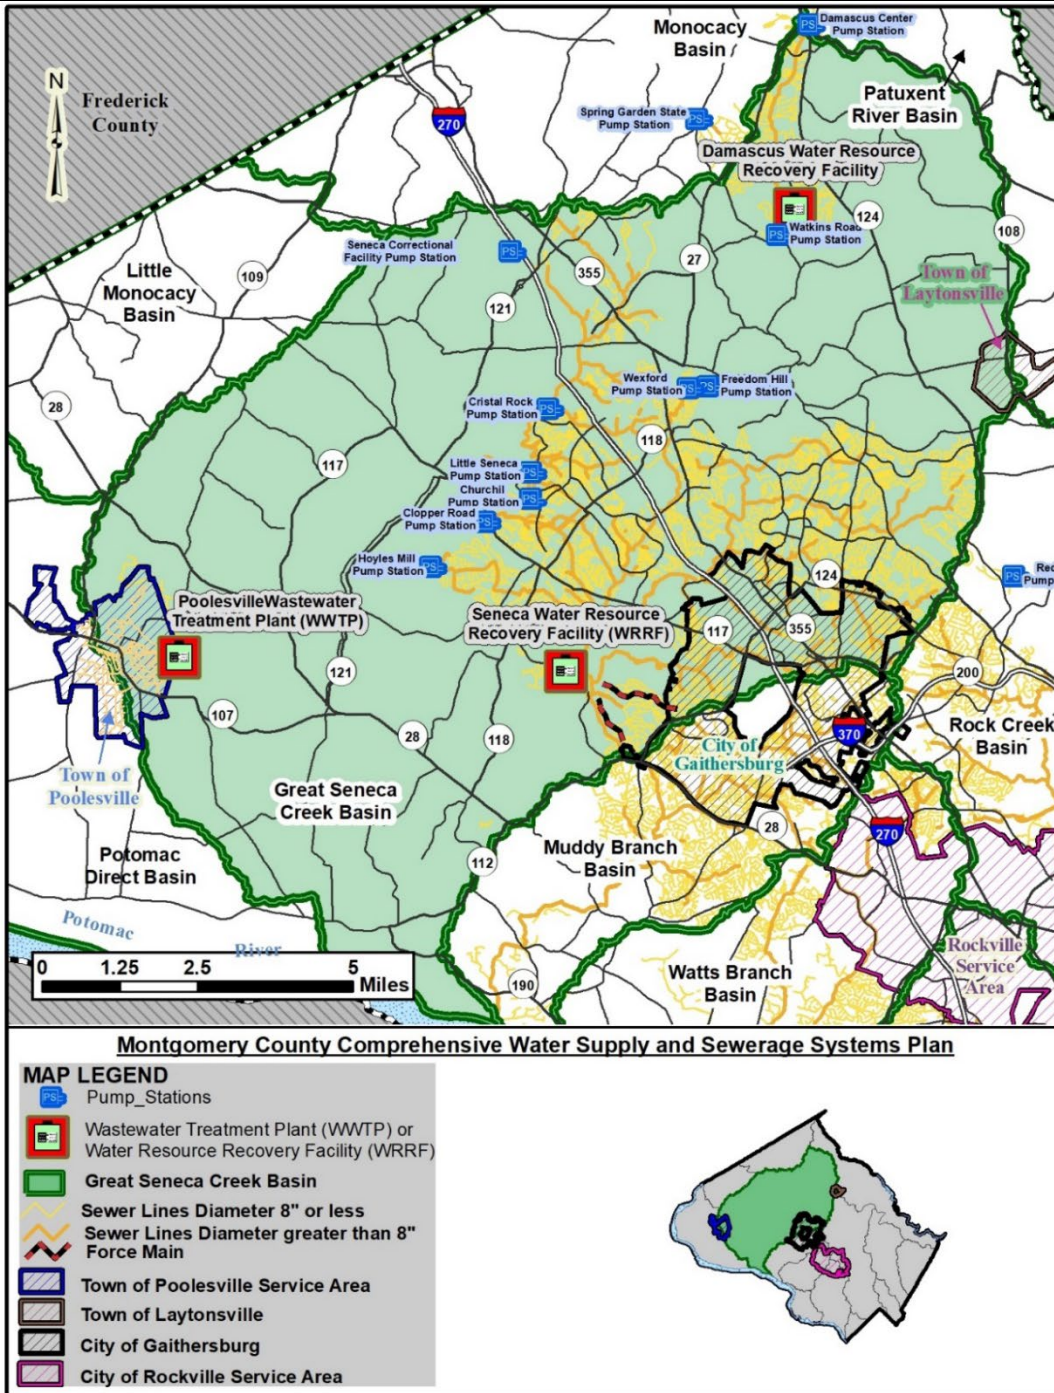 Damascus Center
Pump Station
Monocacy
Basin
N
Frederick
County
Patuxent
River Basin
270
Spring Garden State
Pump Station
Damascus Water Resource
Recovery Facility
124
Watkins Road
Pump Station
108
Seneca Correctional
Facility Pump Station
PS
27
355
109
Little
Monocacy
Basin
Town of
Laytonsville
121
Wexford
Pump Station
Freedom Hill
Pump Station
28
Cristal Rock
Pump Station
118
117
Little Seneca
Pump Station
Churchil
Pump Station
Clopper Road
Pump Station
Hoyles Mill
Pump Station
124
Red
Pump
PoolesvilleWastewater
Treatment Plant (WWTP)
Seneca Water Resource
Recovery Facility (WRRF)
117
355
121
200
107
28
118
370
Rock Creek
Basin
City of
Gaithersburg
Town of
Poolesville
Great Seneca
Creek Basin
28
270
Muddy Branch
Basin
112
Potomac
Direct Basin
Potomac
River
Rockville
Service
Area
Watts Branch
Basin
190
0 1.25 2.5 5
Miles
Montgomery County Comprehensive Water Supply and Sewerage Systems Plan
MAP LEGEND
PS Pump_Stations
Wastewater Treatment Plant (WWTP) or
Water Resource Recovery Facility (WRRF)
Great Seneca Creek Basin
Sewer Lines Diameter 8" or less
Sewer Lines Diameter greater than 8"
Force Main
Town of Poolesville Service Area
Town of Laytonsville
City of Gaithersburg
City of Rockville Service Area